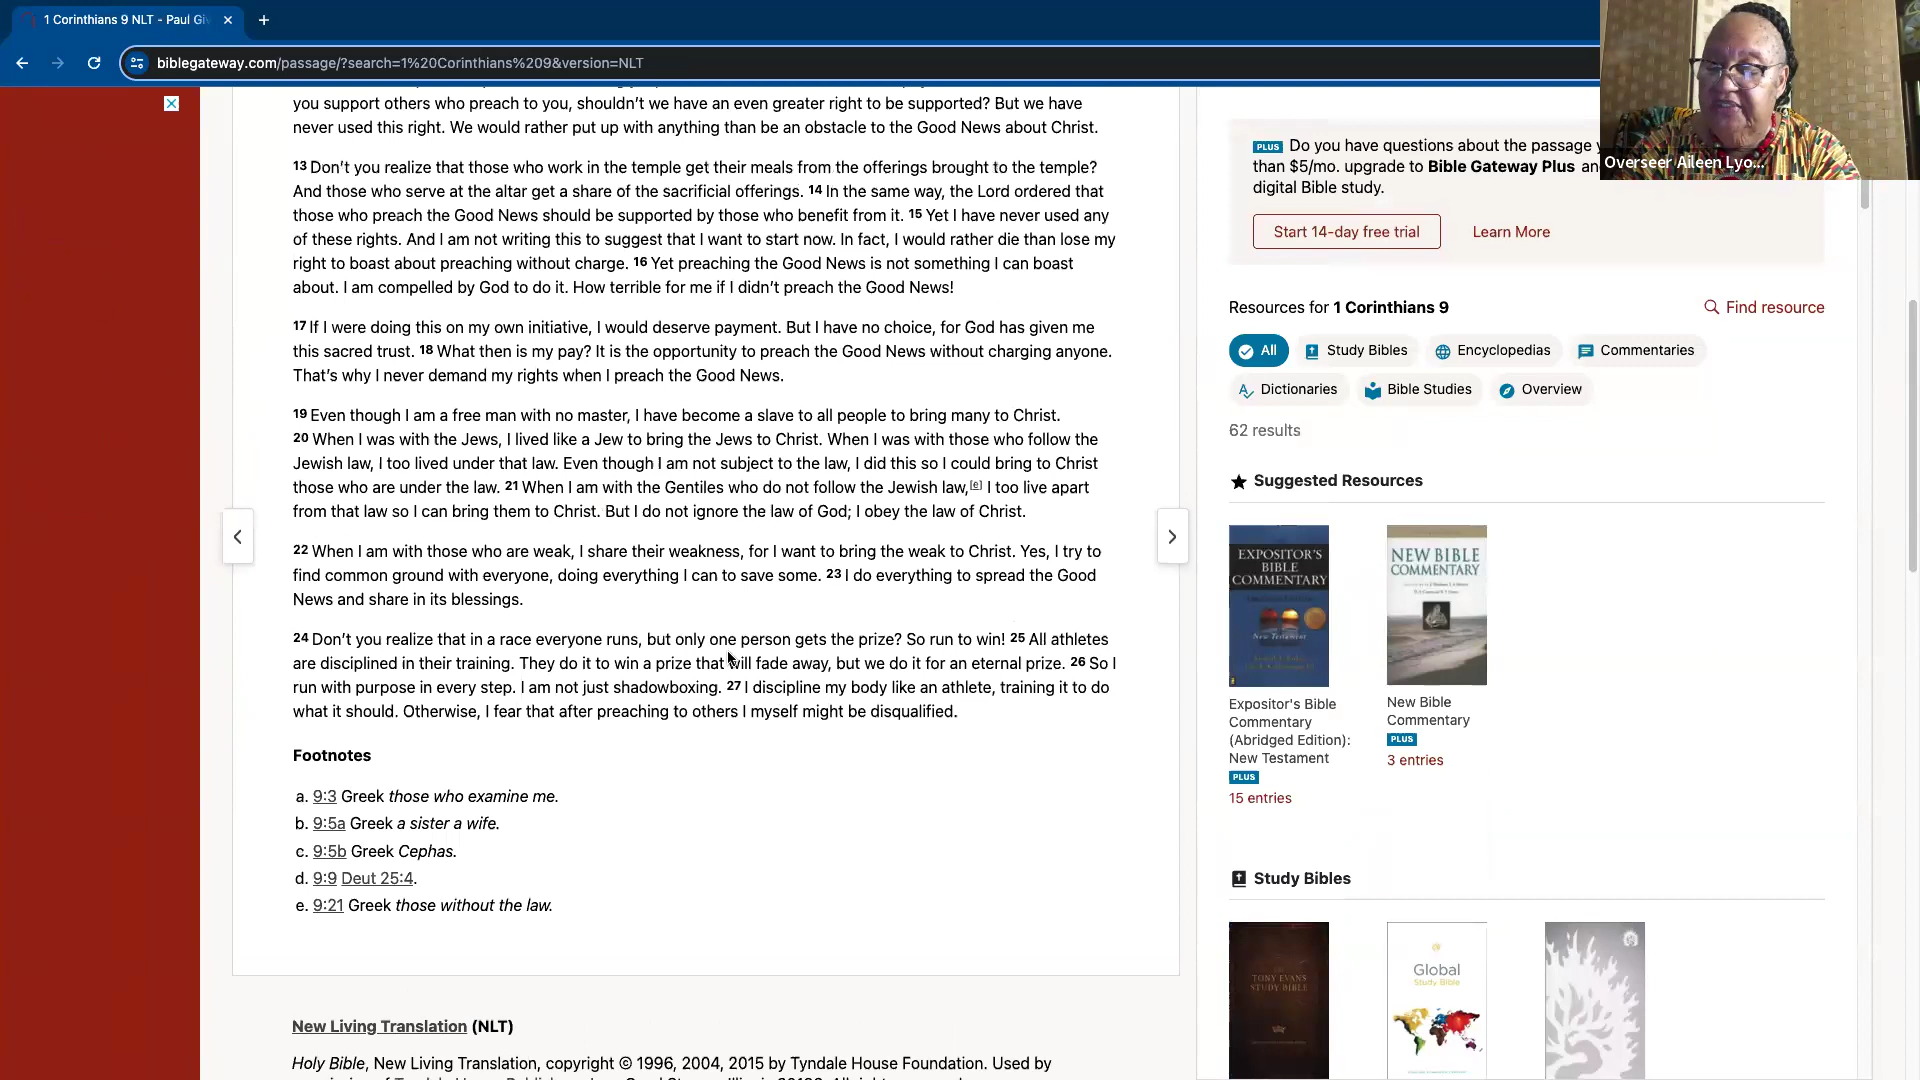 1 Corinthians 9 NLT - Paul Gi
biblegateway.com/passage/?search=1%20Corinthians%209&version=NLT
Overseer Aileen Lyo...
you support others who preach to you, shouldn’t we have an even greater right to be supported? But we have
never used this right. We would rather put up with anything than be an obstacle to the Good News about Christ.
13 Don’t you realize that those who work in the temple get their meals from the offerings brought to the temple?
And those who serve at the altar get a share of the sacrificial offerings. 14 In the same way, the Lord ordered that
those who preach the Good News should be supported by those who benefit from it. 15 Yet I have never used any
of these rights. And I am not writing this to suggest that I want to start now. In fact, I would rather die than lose my
right to boast about preaching without charge. 16 Yet preaching the Good News is not something I can boast
about. I am compelled by God to do it. How terrible for me if I didn’t preach the Good News!
17 If I were doing this on my own initiative, I would deserve payment. But I have no choice, for God has given me
this sacred trust. 18 What then is my pay? It is the opportunity to preach the Good News without charging anyone.
That’s why I never demand my rights when I preach the Good News.
19 Even though I am a free man with no master, I have become a slave to all people to bring many to Christ.
20 When I was with the Jews, I lived like a Jew to bring the Jews to Christ. When I was with those who follow the
Jewish law, I too lived under that law. Even though I am not subject to the law, I did this so I could bring to Christ
those who are under the law. 21 When I am with the Gentiles who do not follow the Jewish law,[e] I too live apart
from that law so I can bring them to Christ. But I do not ignore the law of God; I obey the law of Christ.
22 When I am with those who are weak, I share their weakness, for I want to bring the weak to Christ. Yes, I try to
find common ground with everyone, doing everything I can to save some. 23 I do everything to spread the Good
News and share in its blessings.
24 Don’t you realize that in a race everyone runs, but only one person gets the prize? So run to win! 25 All athletes
are disciplined in their training. They do it to win a prize that will fade away, but we do it for an eternal prize. 26 So I
run with purpose in every step. I am not just shadowboxing. 27 I discipline my body like an athlete, training it to do
what it should. Otherwise, I fear that after preaching to others I myself might be disqualified.
Footnotes
a. 9:3 Greek those who examine me.
b. 9:5a Greek a sister a wife.
c. 9:5b Greek Cephas.
d. 9:9 Deut 25:4.
e. 9:21 Greek those without the law.
New Living Translation (NLT)
Holy Bible, New Living Translation, copyright © 1996, 2004, 2015 by Tyndale House Foundation. Used by
PLUS Do you have questions about the passage
than $5/mo. upgrade to Bible Gateway Plus an
digital Bible study.
Start 14-day free trial Learn More
Resources for 1 Corinthians 9 Find resource
All Study Bibles Encyclopedias Commentaries
Dictionaries Bible Studies Overview
62 results
Suggested Resources
EXPOSITOR'S
BIBLE
COMMENTARY
New Testament
NEW BIBLE
COMMENTARY
Expositor's Bible
Commentary
(Abridged Edition):
New Testament
PLUS
15 entries
New Bible
Commentary
PLUS
3 entries
Study Bibles
TONY EVANS
STUDY BIBLE
Global
Study Bible